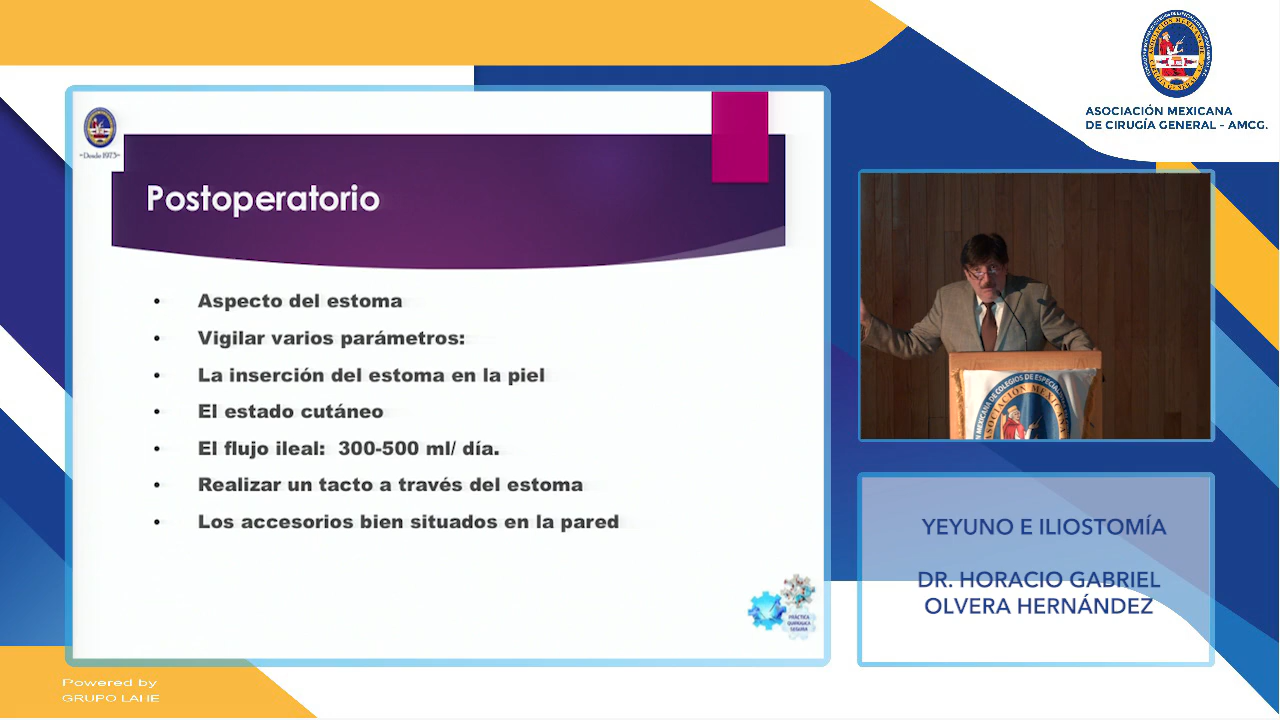 ASOCIACIÓN MEXICANA
DE CIRUGÍA GENERAL - AMCG.
~Desde 1973~
Postoperatorio
• Aspecto del estoma
• Vigilar varios parámetros:
• La inserción del estoma en la piel
• El estado cutáneo
• El flujo ileal: 300-500 ml/ día.
• Realizar un tacto a través del estoma
• Los accesorios bien situados en la pared
PRÁCTICA
QUIRÚRGICA
SEGURA
YEYUNO E ILIOSTOMÍA
DR. HORACIO GABRIEL
OLVERA HERNÁNDEZ
Powered by
GRUPO LAHE